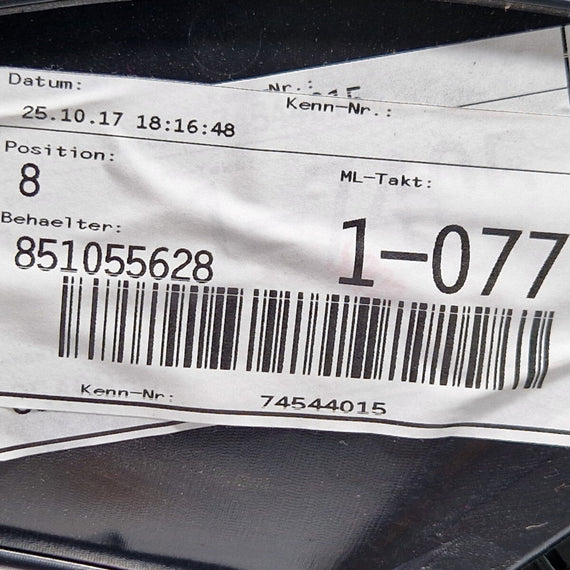 Datum:
Kenn-Nr.:
25.10.17 18:16:48
Position:
8
ML-Takt:
Behaelter:
851055628
1-077
Kenn-Nr:
74544015